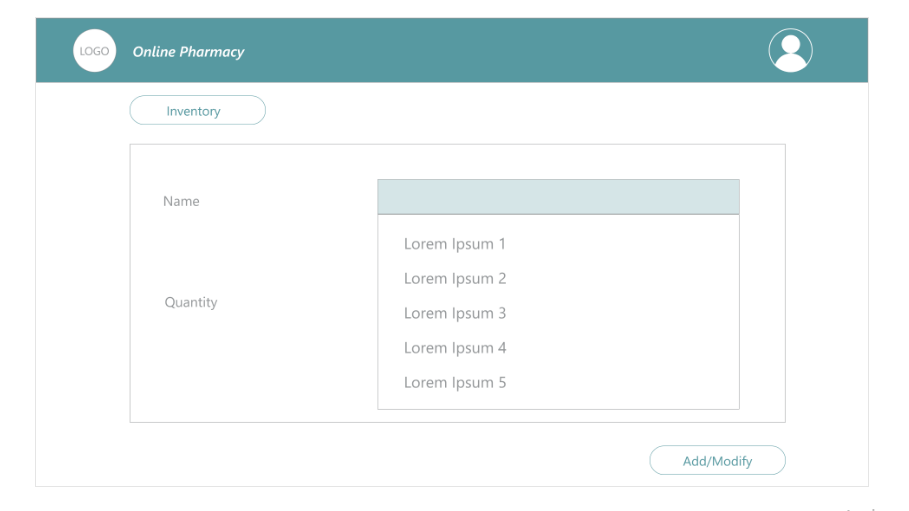 LOGO
Online Pharmacy
Inventory
Name
Lorem Ipsum 1
Lorem Ipsum 2
Quantity
Lorem Ipsum 3
Lorem Ipsum 4
Lorem Ipsum 5
Add/Modify